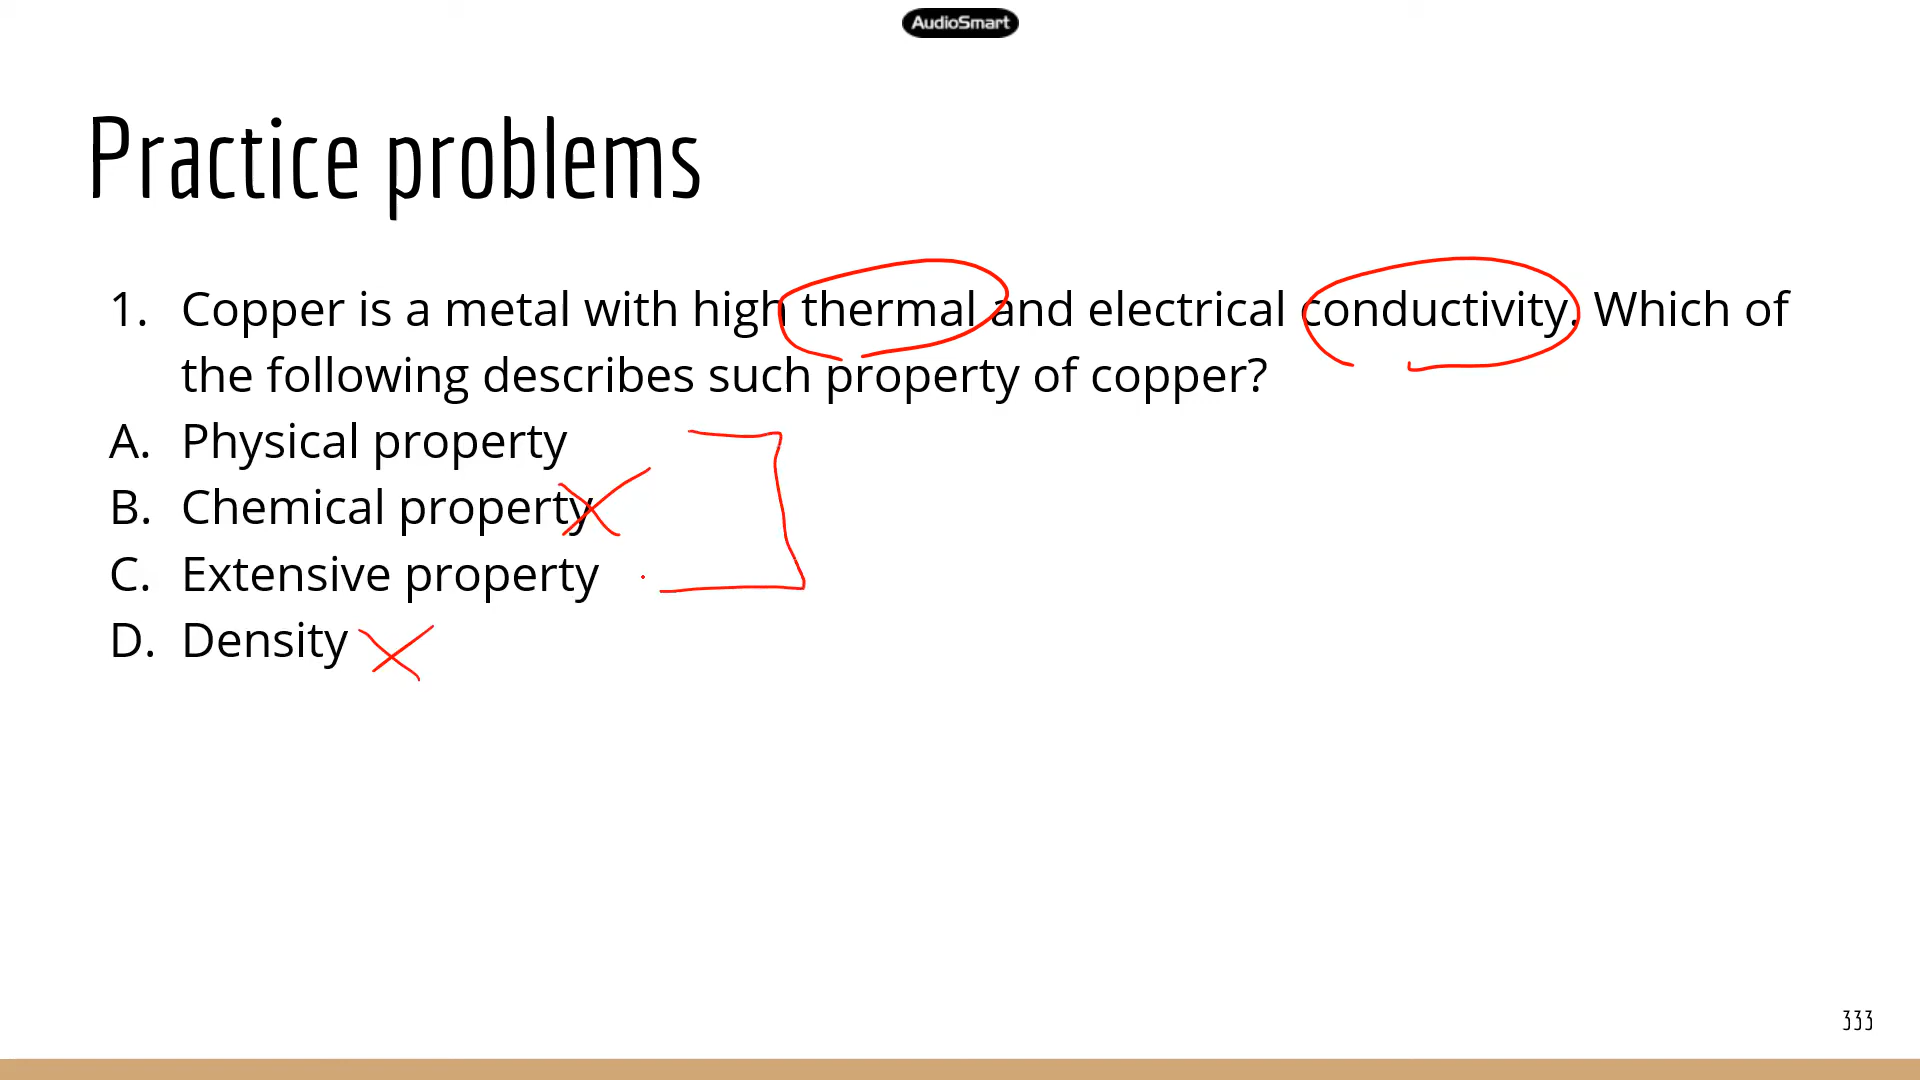 AudioSmart
Practice problems
1. Copper is a metal with high thermal and electrical conductivity. Which of
the following describes such property of copper?
A. Physical property
B. Chemical property
C. Extensive property
D. Density
333